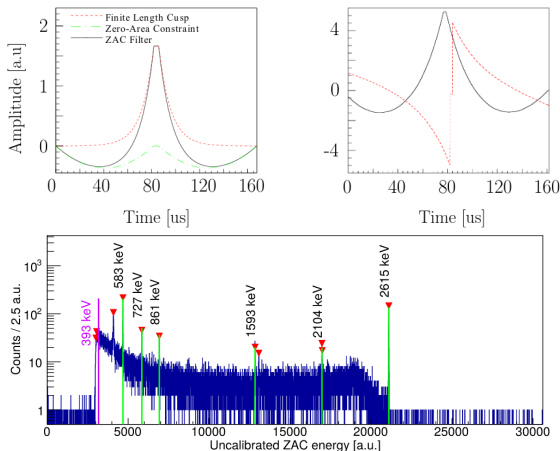 Finite Length Cusp
Zero-Area Constraint
ZAC Filter
Amplitude [a.u]
2
1
0
0
40
80
120
160
Time [us]
4
0
-4
0
40
80
120
160
Time [us]
Counts / 2.5 a.u.
10³
10²
10
1
393 keV
583 keV
727 keV
861 keV
1593 keV
2104 keV
2615 keV
0
5000
10000
15000
20000
25000
30000
Uncalibrated ZAC energy [a.u.]